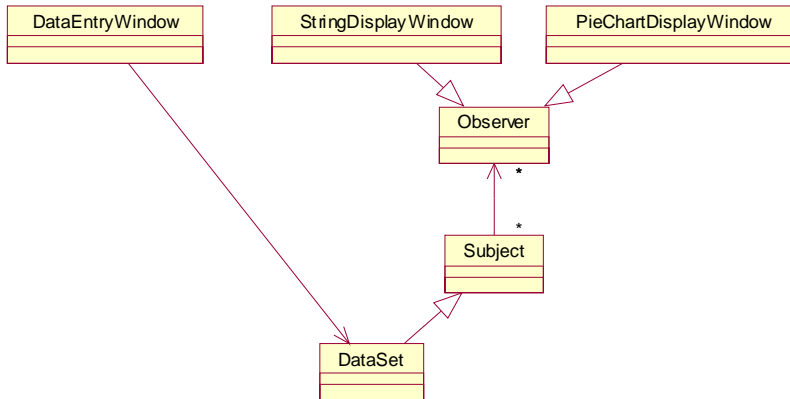 DataEntryWindow
StringDisplayWindow
PieChartDisplayWindow
Observer
*
*
Subject
DataSet